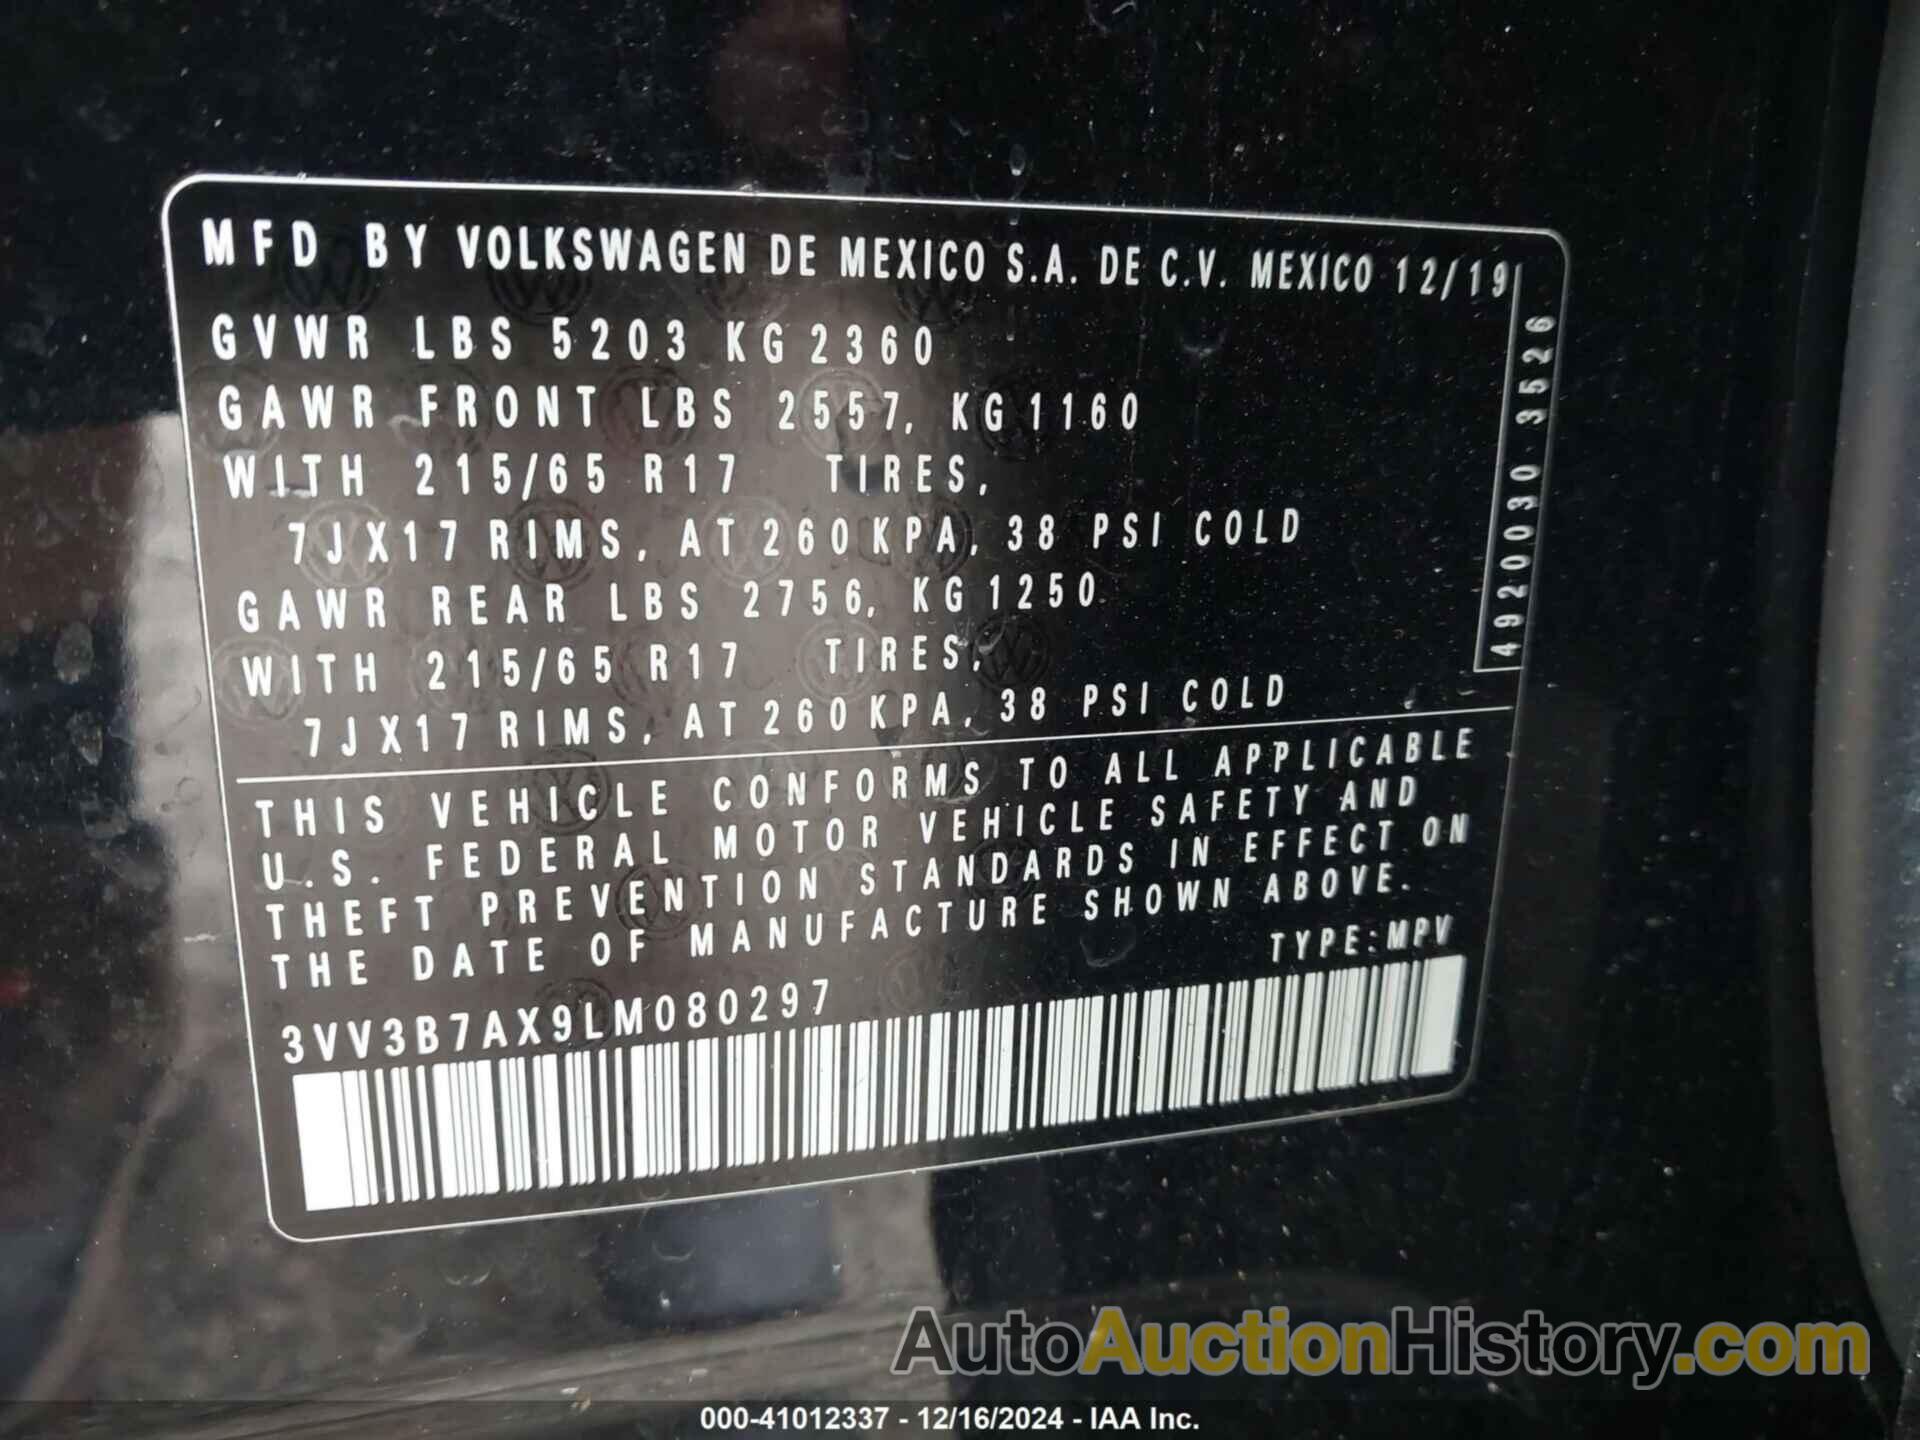 MFD BY VOLKSWAGEN DE MEXICO S.A. DE C.V. MEXICO 12/19
GVWR LBS 5203 KG 2360
GAWR FRONT LBS 2557, KG 1160
WITH 215/65 R17 TIRES,
7JX17 RIMS, AT 260 KPA, 38 PSI COLD
GAWR REAR LBS 2756, KG 1250
WITH 215/65 R17 TIRES,
7JX17 RIMS, AT 260 KPA, 38 PSI COLD
4920030 3526
THIS VEHICLE CONFORMS TO ALL APPLICABLE
U.S. FEDERAL MOTOR VEHICLE SAFETY AND
THEFT PREVENTION STANDARDS IN EFFECT ON
THE DATE OF MANUFACTURE SHOWN ABOVE.
TYPE:MPV
3VV3B7AX9LM080297
AutoAuctionHistory.com
000-41012337 - 12/16/2024 - IAA Inc.